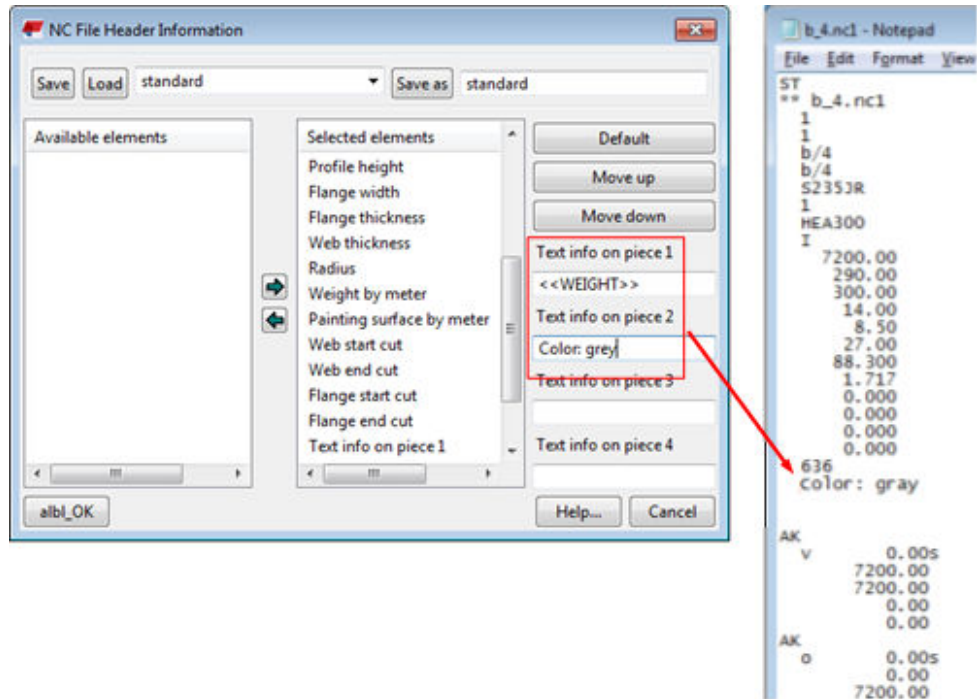 NC File Header Information
Save Load standard Save as standard
Available elements
Selected elements
Profile height
Flange width
Flange thickness
Web thickness
Radius
Weight by meter
Painting surface by meter
Web start cut
Web end cut
Flange start cut
Flange end cut
Text info on piece 1
Default
Move up
Move down
Text info on piece 1
<<WEIGHT>>
Text info on piece 2
Color: grey
Text info on piece 3
Text info on piece 4
albl_OK
Help... Cancel
b_4.nc1 - Notepad
File Edit Format View
ST
** b_4.nc1
1
1
b/4
b/4
S235JR
1
HEA300
I
7200.00
290.00
300.00
14.00
8.50
27.00
88.300
1.717
0.000
0.000
0.000
0.000
636
Color: gray
AK
v 0.00s
7200.00
7200.00
0.00
0.00
AK
o 0.00s
0.00
7200.00